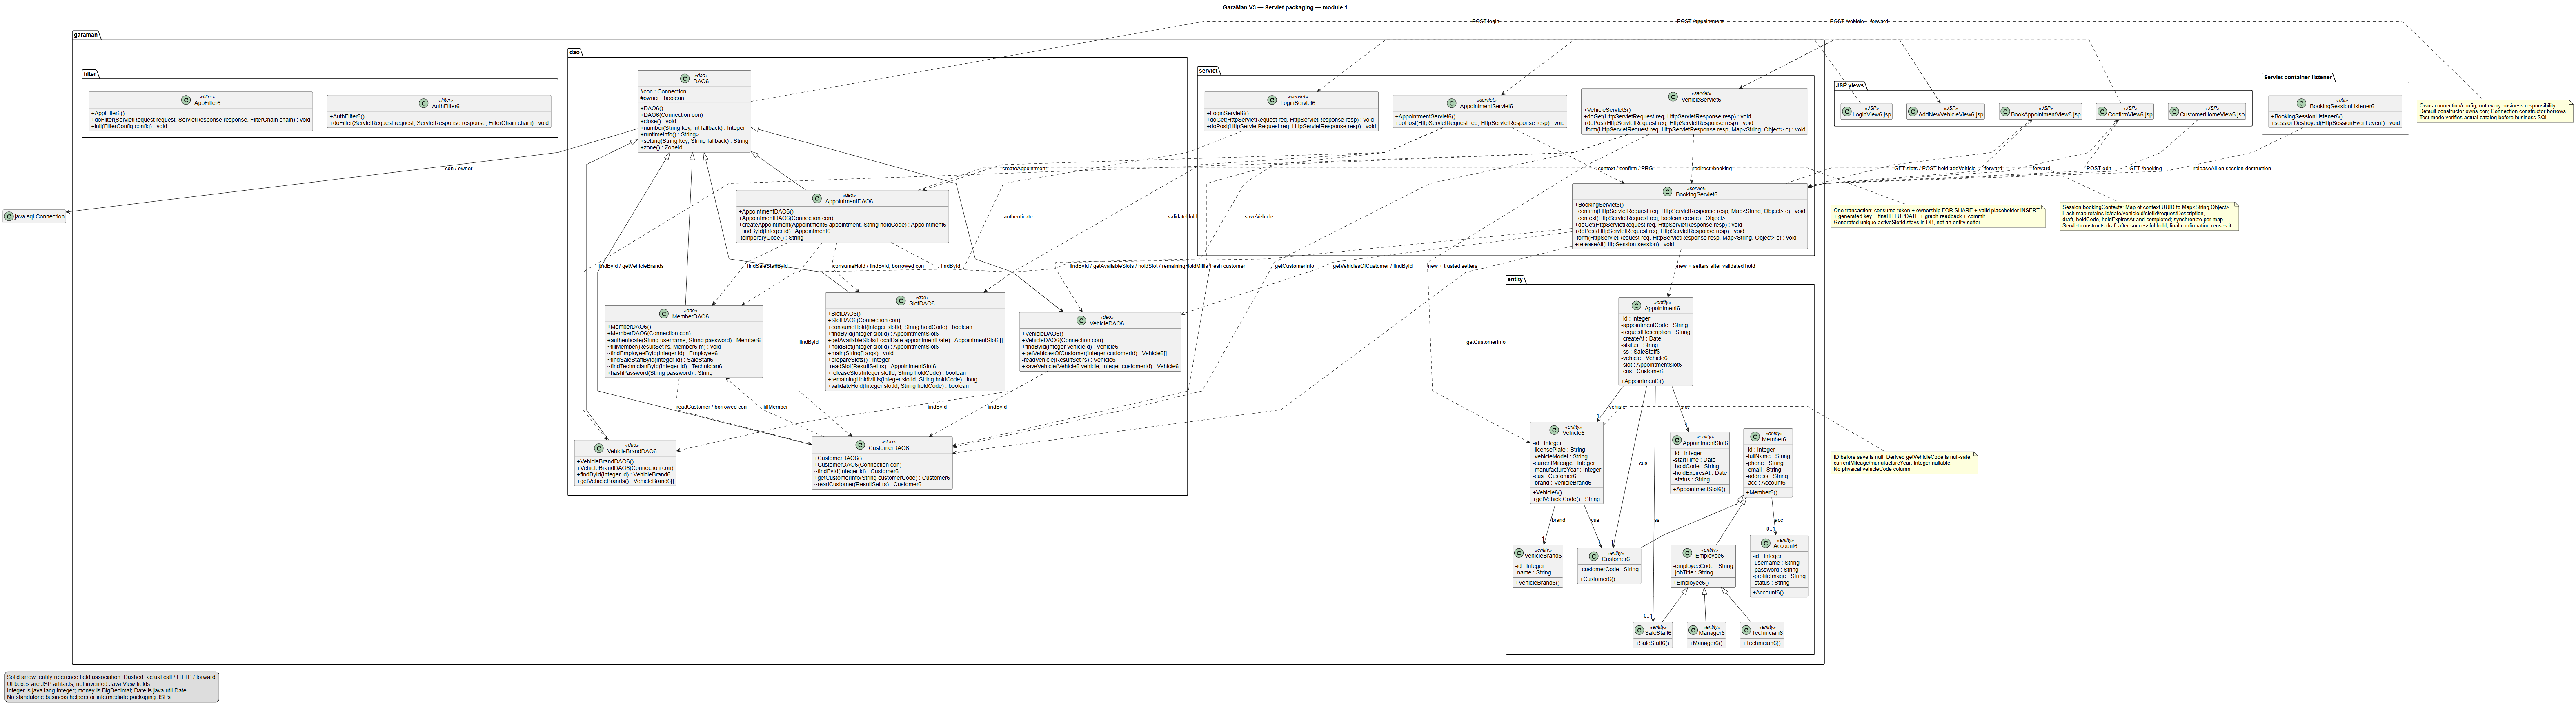 GaraMan V3 — Servlet packaging — module 1
POST login
POST /appointment
POST /vehicle
forward
garaman
filter
«filter»
AppFilter6
+AppFilter6()
+doFilter(ServletRequest request, ServletResponse response, FilterChain chain) : void
+init(FilterConfig config) : void
«filter»
AuthFilter6
+AuthFilter6()
+doFilter(ServletRequest request, ServletResponse response, FilterChain chain) : void
dao
«dao»
DAO6
#con : Connection
#owner : boolean
+DAO6()
+DAO6(Connection con)
+close() : void
+number(String key, int fallback) : Integer
+runtimeInfo() : String>
+setting(String key, String fallback) : String
+zone() : ZoneId
servlet
«servlet»
LoginServlet6
+LoginServlet6()
+doGet(HttpServletRequest req, HttpServletResponse resp) : void
+doPost(HttpServletRequest req, HttpServletResponse resp) : void
«servlet»
AppointmentServlet6
+AppointmentServlet6()
+doPost(HttpServletRequest req, HttpServletResponse resp) : void
«servlet»
VehicleServlet6
+VehicleServlet6()
+doGet(HttpServletRequest req, HttpServletResponse resp) : void
+doPost(HttpServletRequest req, HttpServletResponse resp) : void
-form(HttpServletRequest req, HttpServletResponse resp, Map<String, Object> c) : void
JSP views
«JSP»
LoginView6.jsp
«JSP»
AddNewVehicleView6.jsp
«JSP»
BookAppointmentView6.jsp
«JSP»
ConfirmView6.jsp
«JSP»
CustomerHomeView6.jsp
Servlet container listener
«util»
BookingSessionListener6
+BookingSessionListener6()
+sessionDestroyed(HttpSessionEvent event) : void
Owns connection/config, not every business responsibility.
Default constructor owns con; Connection constructor borrows.
Test mode verifies actual catalog before business SQL.
con / owner
createAppointment
context / confirm / PRG
redirect booking
GET slots / POST hold,addVehicle
forward
forward
POST edit
GET /booking
releaseAll on session destruction
java.sql.Connection
«dao»
AppointmentDAO6
+AppointmentDAO6()
+AppointmentDAO6(Connection con)
+createAppointment(Appointment6 appointment, String holdCode) : Appointment6
~findById(Integer id) : Appointment6
-temporaryCode() : String
authenticate
validateHold
saveVehicle
«servlet»
BookingServlet6
+BookingServlet6()
~confirm(HttpServletRequest req, HttpServletResponse resp, Map<String, Object> c) : void
~context(HttpServletRequest req, boolean create) : Object>
+doGet(HttpServletRequest req, HttpServletResponse resp) : void
+doPost(HttpServletRequest req, HttpServletResponse resp) : void
-form(HttpServletRequest req, HttpServletResponse resp, Map<String, Object> c) : void
+releaseAll(HttpSession session) : void
One transaction: consume token + ownership FOR SHARE + valid placeholder INSERT
+ generated key + final LH UPDATE + graph readback + commit.
Generated unique activeSlotId stays in DB, not an entity setter.
Session bookingContexts: Map of context UUID to Map<String,Object>.
Each map retains id/date/vehicleId/slotId/requestDescription,
draft, holdCode, holdExpiresAt and completed; synchronize per map.
Servlet constructs draft after successful hold; final confirmation reuses it.
findById / getVehicleBrands
findSaleStaffById
consumeHold / findById, borrowed con
findById
findById / getAvailableSlots / holdSlot / remainingHoldMillis
fresh customer
getCustomerInfo
getVehiclesOfCustomer / findById
new + trusted setters
new + setters after validated hold
«dao»
MemberDAO6
+MemberDAO6()
+MemberDAO6(Connection con)
+authenticate(String username, String password) : Member6
~fillMember(ResultSet rs, Member6 m) : void
~findEmployeeById(Integer id) : Employee6
~findSaleStaffById(Integer id) : SaleStaff6
~findTechnicianById(Integer id) : Technician6
+hashPassword(String password) : String
«dao»
SlotDAO6
+SlotDAO6()
+SlotDAO6(Connection con)
+consumeHold(Integer slotId, String holdCode) : boolean
+findById(Integer slotId) : AppointmentSlot6
+getAvailableSlots(LocalDate appointmentDate) : AppointmentSlot6[]
+holdSlot(Integer slotId) : AppointmentSlot6
+main(String[] args) : void
+prepareSlots() : Integer
-readSlot(ResultSet rs) : AppointmentSlot6
+releaseSlot(Integer slotId, String holdCode) : boolean
+remainingHoldMillis(Integer slotId, String holdCode) : long
+validateHold(Integer slotId, String holdCode) : boolean
«dao»
VehicleDAO6
+VehicleDAO6()
+VehicleDAO6(Connection con)
+findById(Integer vehicleId) : Vehicle6
+getVehiclesOfCustomer(Integer customerId) : Vehicle6[]
-readVehicle(ResultSet rs) : Vehicle6
+saveVehicle(Vehicle6 vehicle, Integer customerId) : Vehicle6
findById
getCustomerInfo
entity
«entity»
Appointment6
-id : Integer
-appointmentCode : String
-requestDescription : String
-createAt : Date
-status : String
-ss : SaleStaff6
-vehicle : Vehicle6
-slot : AppointmentSlot6
-cus : Customer6
+Appointment6()
readCustomer / borrowed con
fillMember
findById
findById
vehicle
slot
1
1
«dao»
VehicleBrandDAO6
+VehicleBrandDAO6()
+VehicleBrandDAO6(Connection con)
+findById(Integer id) : VehicleBrand6
+getVehicleBrands() : VehicleBrand6[]
«dao»
CustomerDAO6
+CustomerDAO6()
+CustomerDAO6(Connection con)
~findById(Integer id) : Customer6
+getCustomerInfo(String customerCode) : Customer6
~readCustomer(ResultSet rs) : Customer6
«entity»
Vehicle6
-id : Integer
-licensePlate : String
-vehicleModel : String
-currentMileage : Integer
-manufactureYear : Integer
-cus : Customer6
-brand : VehicleBrand6
+Vehicle6()
+getVehicleCode() : String
cus
«entity»
AppointmentSlot6
-id : Integer
-startTime : Date
-holdCode : String
-holdExpiresAt : Date
-status : String
+AppointmentSlot6()
«entity»
Member6
-id : Integer
-fullName : String
-phone : String
-email : String
-address : String
-acc : Account6
+Member6()
ID before save is null. Derived getVehicleCode is null-safe.
currentMileage/manufactureYear: Integer nullable.
No physical vehicleCode column.
brand
cus
ss
acc
1
1
1
0..1
«entity»
VehicleBrand6
-id : Integer
-name : String
+VehicleBrand6()
«entity»
Customer6
-customerCode : String
+Customer6()
«entity»
Employee6
-employeeCode : String
-jobTitle : String
+Employee6()
«entity»
Account6
-id : Integer
-username : String
-password : String
-profileImage : String
-status : String
+Account6()
0..1
«entity»
SaleStaff6
+SaleStaff6()
«entity»
Manager6
+Manager6()
«entity»
Technician6
+Technician6()
Solid arrow: entity reference field association. Dashed: actual call / HTTP / forward.
UI boxes are JSP artifacts, not invented Java View fields.
Integer is java.lang.Integer; money is BigDecimal; Date is java.util.Date.
No standalone business helpers or intermediate packaging JSPs.